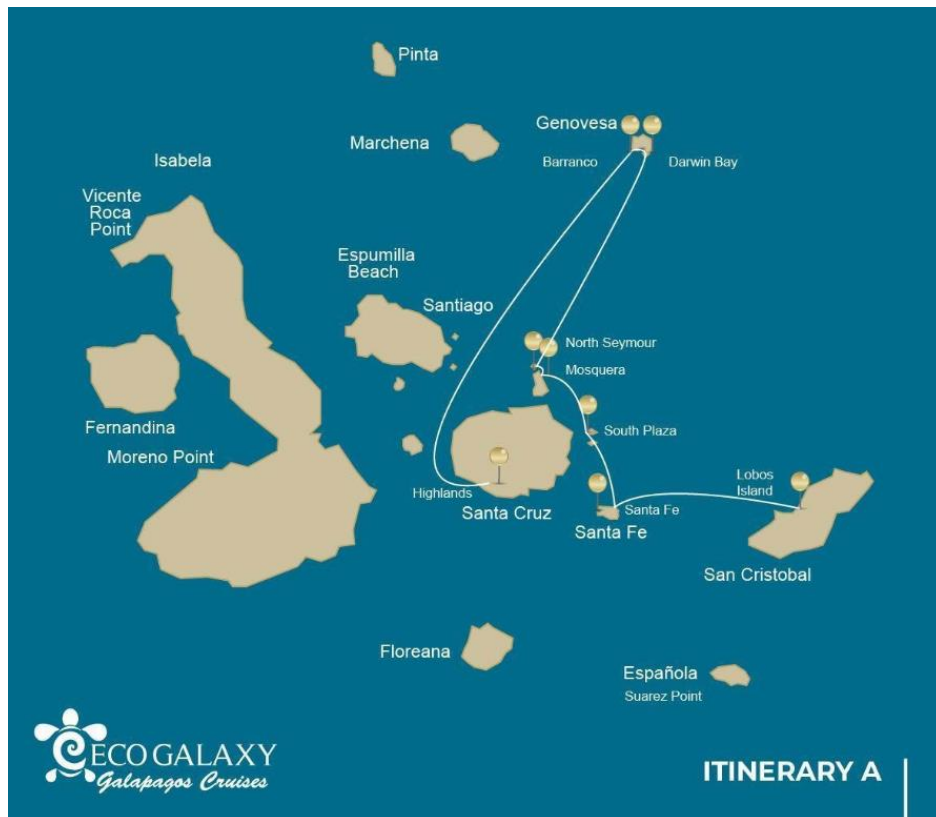 Pinta
Genovesa
Marchena
Barranco
Darwin Bay
Isabela
Vicente
Roca
Point
Espumilla
Beach
Santiago
North Seymour
Mosquera
Fernandina
South Plaza
Moreno Point
Highlands
Lobos
Island
Santa Cruz
Santa Fe
Santa Fe
San Cristobal
Floreana
Española
Suarez Point
ECO GALAXY
Galapagos Cruises
ITINERARY A